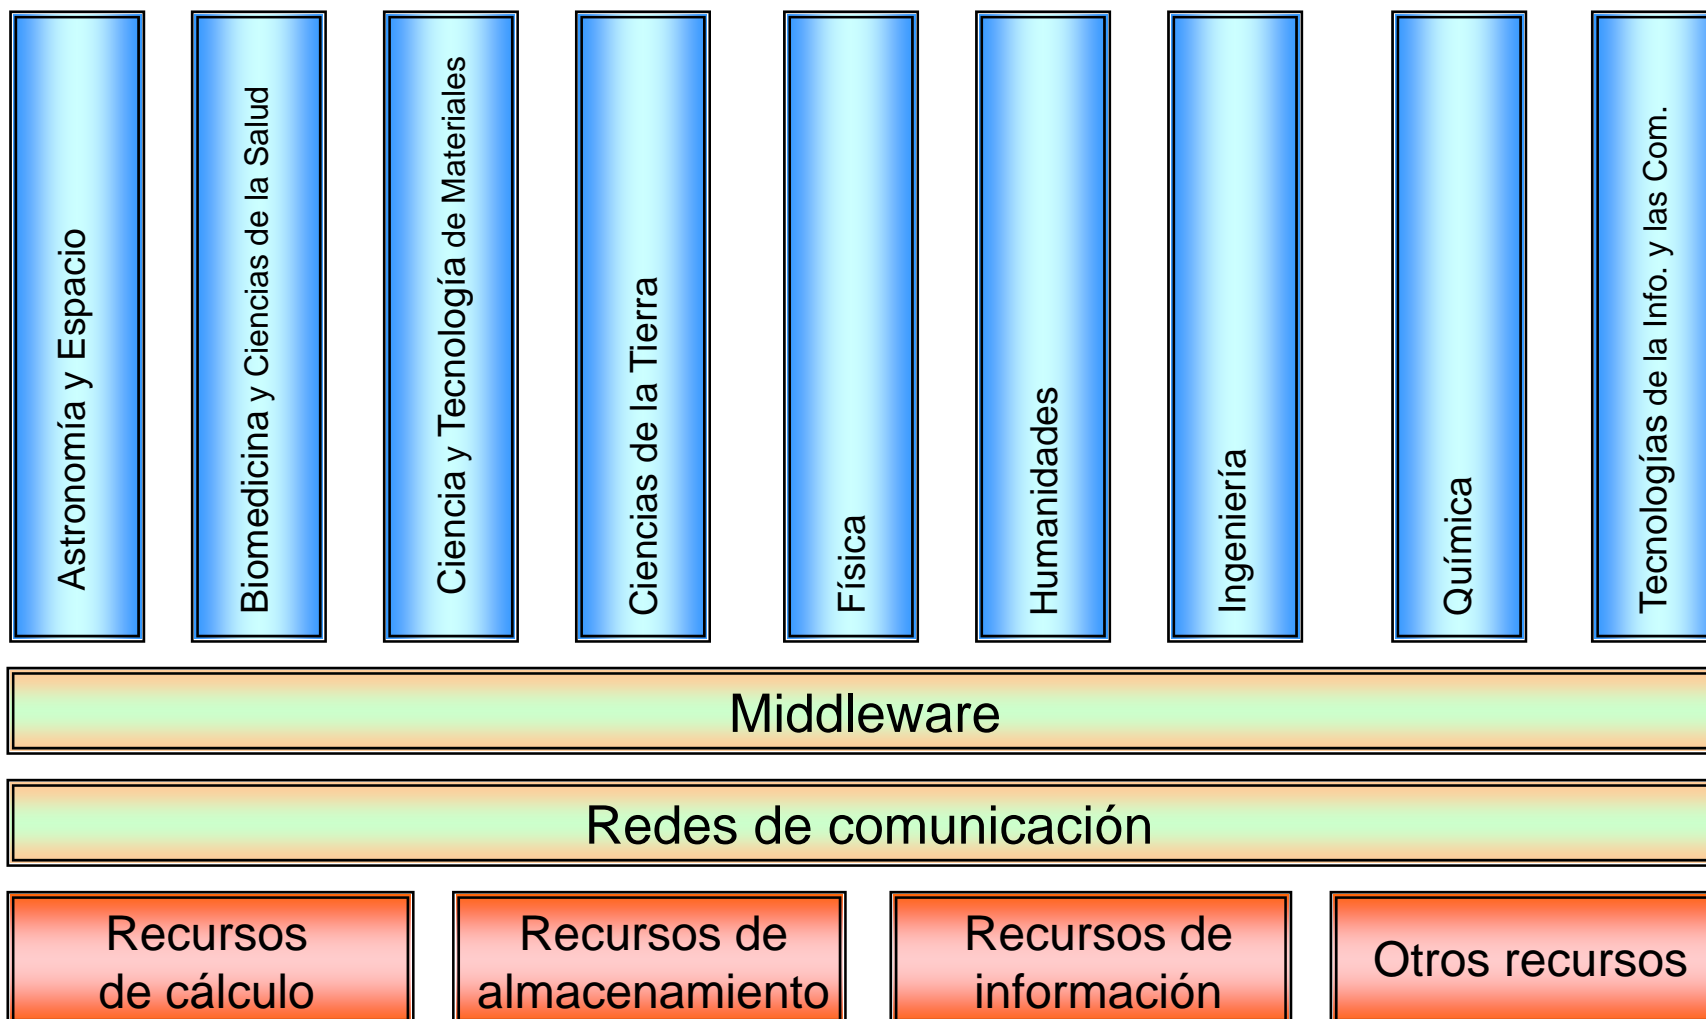 Astronomía y Espacio
Biomedicina y Ciencias de la Salud
Ciencia y Tecnología de Materiales
Ciencias de la Tierra
Física
Humanidades
Ingeniería
Química
Tecnologías de la Info. y las Com.
Middleware
Redes de comunicación
Recursos
de cálculo
Recursos de
almacenamiento
Recursos de
información
Otros recursos